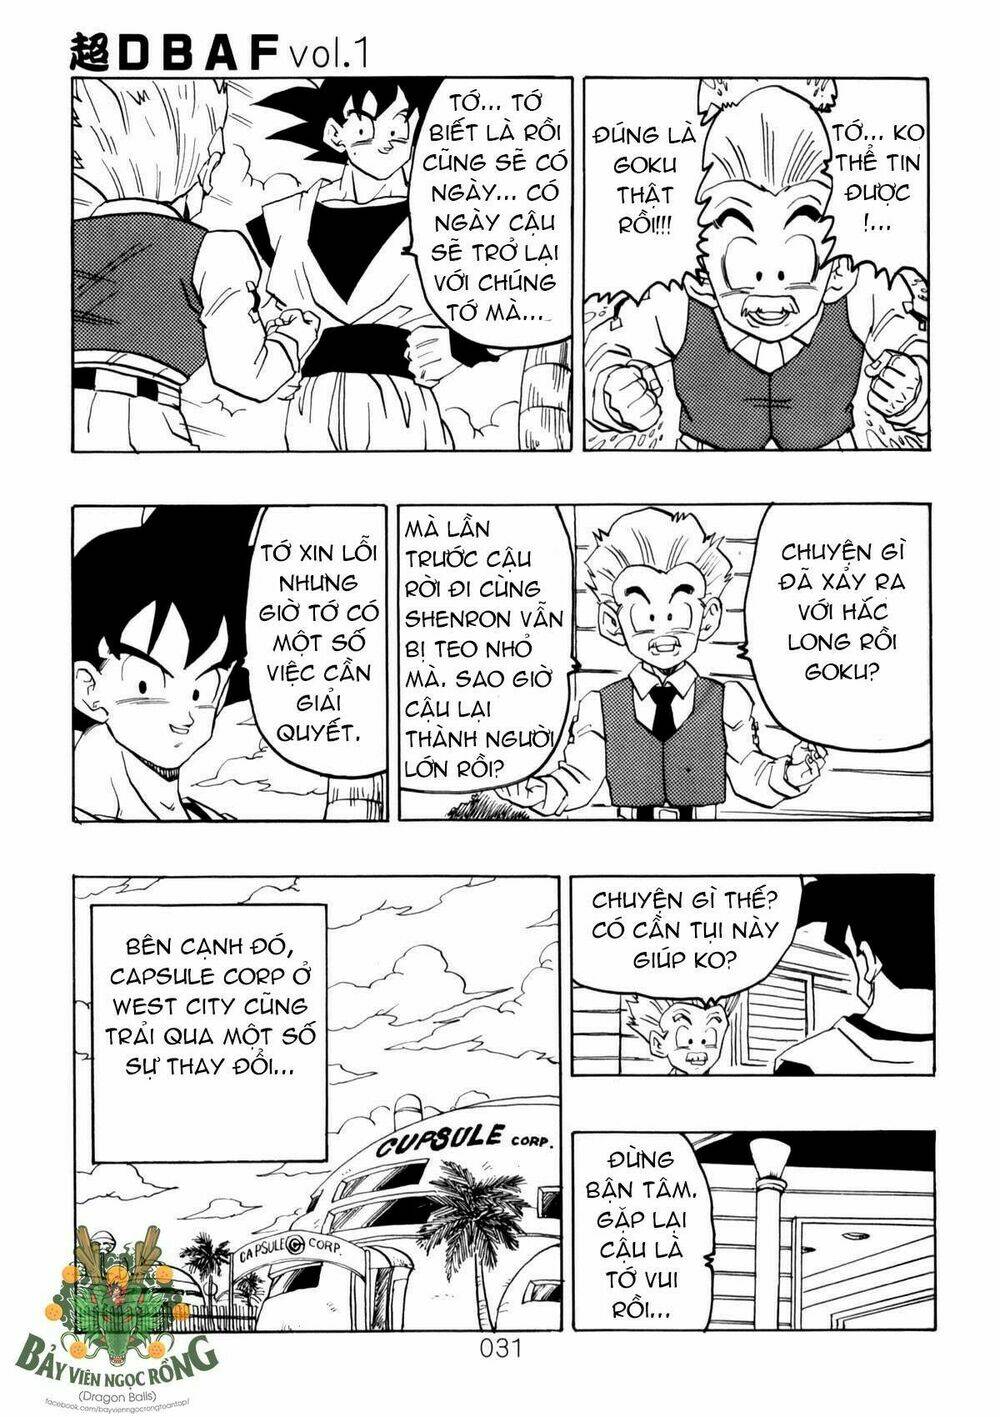 超DBAF vol.1
TỚ... KO
THỂ TIN
ĐƯỢC
!...
ĐÚNG LÀ
GOKU
THẬT
RỒI!!!
TỚ... TỚ
BIẾT LÀ RỒI
CŨNG SẼ CÓ
NGÀY... CÓ
NGÀY CẬU
SẼ TRỞ LẠI
VỚI CHÚNG
TỚ MÀ...
CHUYỆN GÌ
ĐÃ XẢY RA
VỚI HẮC
LONG RỒI
GOKU?
MÀ LẦN
TRƯỚC CẬU
RỜI ĐI CÙNG
SHENRON VẪN
BỊ TEO NHỎ
MÀ. SAO GIỜ
CẬU LẠI
THÀNH NGƯỜI
LỚN RỒI?
TỚ XIN LỖI
NHƯNG
GIỜ TỚ CÓ
MỘT SỐ
VIỆC CẦN
GIẢI
QUYẾT.
CHUYỆN GÌ THẾ?
CÓ CẦN TỤI NÀY
GIÚP KO?
ĐỪNG
BẬN TÂM.
GẶP LẠI
CẬU LÀ
TỚ VUI
RỒI...
BÊN CẠNH ĐÓ,
CAPSULE CORP Ở
WEST CITY CŨNG
TRẢI QUA MỘT SỐ
SỰ THAY ĐỔI...
CUPSULE CORP.
CAPSULE C CORP.
031
BẢY VIÊN NGỌC RỒNG
(Dragon Balls)
facebook.com/bayvienngocrongtoantap/